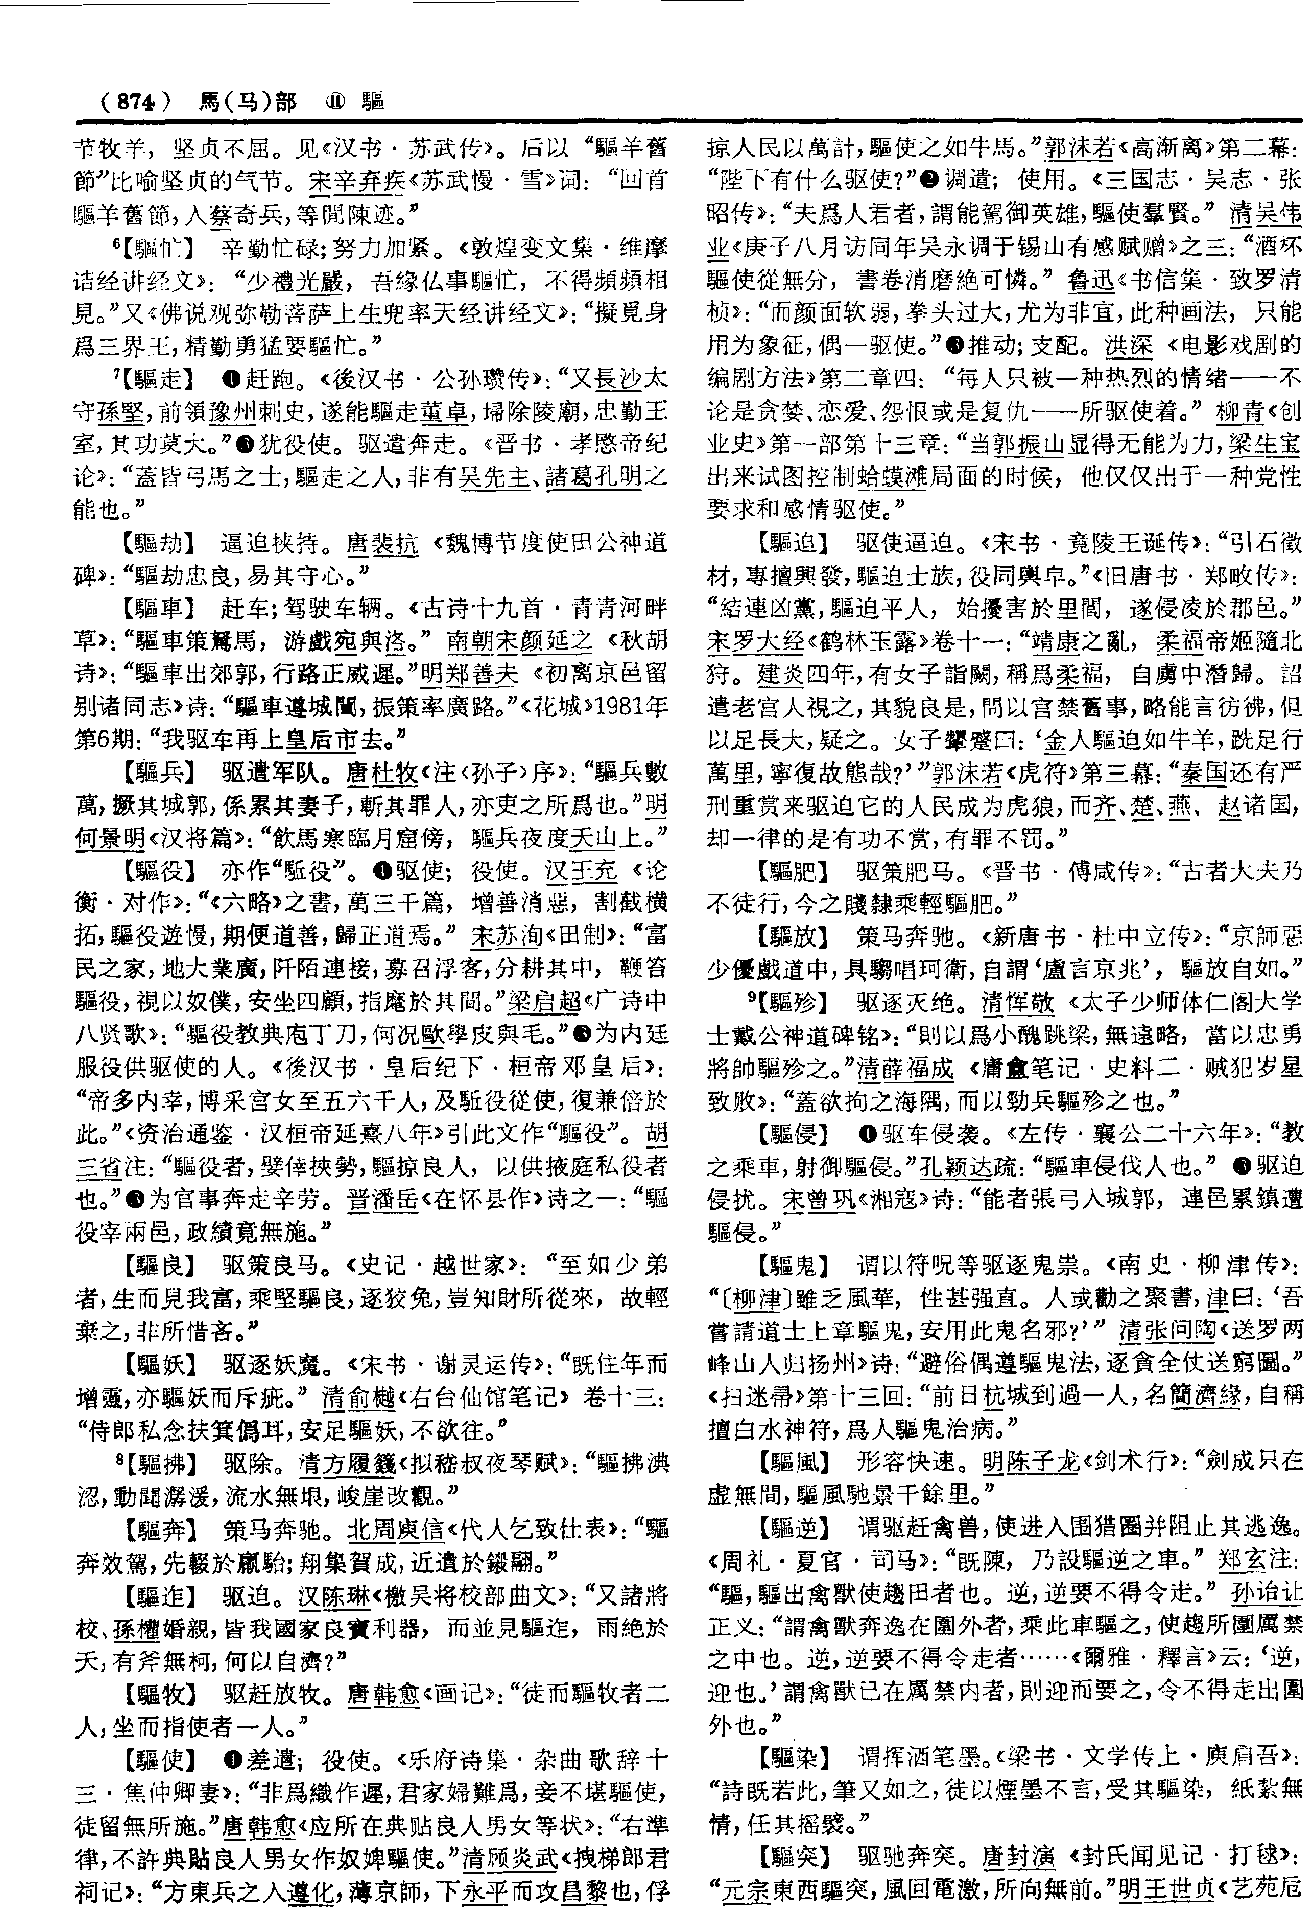 （874） 馬（马）部 ⑪ 驅
节牧羊，坚贞不屈。见《汉书·苏武传》。后以“驅羊舊
節”比喻坚贞的气节。宋辛弃疾《苏武慢·雪》词：“回首
驅羊舊節，入蔡奇兵，等閒陳迹。”
⁶【驅忙】 辛勤忙碌；努力加紧。《敦煌变文集·维摩
诘经讲经文》：“少禮光嚴，吾缘仏事驅忙，不得頻頻相
見。”又《佛说观弥勒菩萨上生兜率天经讲经文》：“擬覓身
爲三界王，精勤勇猛要驅忙。”
⁷【驅走】 ❶赶跑。《後汉书·公孙瓒传》：“又長沙太
守孫堅，前領豫州刺史，遂能驅走董卓，埽除陵廟，忠勤王
室，其功莫大。”❷犹役使。驱遣奔走。《晋书·孝愍帝纪
论》：“蓋皆弓馬之士，驅走之人，非有吴先主、諸葛孔明之
能也。”
【驅劫】 逼迫挟持。唐裴抗《魏博节度使田公神道
碑》：“驅劫忠良，易其守心。”
【驅車】 赶车；驾驶车辆。《古诗十九首·青青河畔
草》：“驅車策駑馬，游戲宛與洛。”南朝宋颜延之《秋胡
诗》：“驅車出郊郭，行路正威遲。”明郑善夫《初离京邑留
别诸同志》诗：“驅車遵城闉，振策率廣路。”《花城》1981年
第6期：“我驱车再上皇后市去。”
【驅兵】 驱遣军队。唐杜牧《注〈孙子〉序》：“驅兵數
萬，撅其城郭，係累其妻子，斬其罪人，亦吏之所爲也。”明
何景明《汉将篇》：“飲馬寒臨月窟傍，驅兵夜度天山上。”
【驅役】 亦作“駈役”。❶驱使；役使。汉王充《论
衡·对作》：“《六略》之書，萬三千篇，增善消惡，割截横
拓，驅役遊慢，期便道善，歸正道焉。”宋苏洵《田制》：“富
民之家，地大業廣，阡陌連接，募召浮客，分耕其中，鞭笞
驅役，視以奴僕，安坐四顧，指麾於其間。”梁启超《广诗中
八贤歌》：“驅役教典庖丁刀，何况歐學皮與毛。”❷为内廷
服役供驱使的人。《後汉书·皇后纪下·桓帝邓皇后》：
“帝多内幸，博采宫女至五六千人，及駈役從使，復兼倍於
此。”《资治通鉴·汉桓帝延熹八年》引此文作“驅役”。胡
三省注：“驅役者，嬖倖挾勢，驅掠良人，以供掖庭私役者
也。”❸为官事奔走辛劳。晋潘岳《在怀县作》诗之一：“驅
役宰兩邑，政績竟無施。”
【驅良】 驱策良马。《史记·越世家》：“至如少弟
者，生而見我富，乘堅驅良，逐狡兔，豈知財所從來，故輕
棄之，非所惜吝。”
【驅妖】 驱逐妖魔。《宋书·谢灵运传》：“既住年而
增靈，亦驅妖而斥疵。”清俞樾《右台仙馆笔记》卷十三：
“侍郎私念扶箕僞耳，安足驅妖，不欲往。”
⁸【驅拂】 驱除。清方履籛《拟嵇叔夜琴赋》：“驅拂淟
涊，動聞潺湲，流水無垠，峻崖改觀。”
【驅奔】 策马奔驰。北周庾信《代人乞致仕表》：“驅
奔效駕，先輟於羸駘；翔集賀成，近遺於鎩翮。”
【驅迮】 驱迫。汉陈琳《檄吴将校部曲文》：“又諸將
校、孫權婚親，皆我國家良寶利器，而並見驅迮，雨絶於
天，有斧無柯，何以自濟？”
【驅牧】 驱赶放牧。唐韩愈《画记》：“徒而驅牧者二
人，坐而指使者一人。”
【驅使】 ❶差遣；役使。《乐府诗集·杂曲歌辞十
三·焦仲卿妻》：“非爲織作遲，君家婦難爲，妾不堪驅使，
徒留無所施。”唐韩愈《应所在典贴良人男女等状》：“右準
律，不許典貼良人男女作奴婢驅使。”清顾炎武《拽梯郎君
祠记》：“方東兵之入遵化，薄京師，下永平而攻昌黎也，俘
掠人民以萬計，驅使之如牛馬。”郭沫若《高渐离》第二幕：
“陛下有什么驱使？”❷调遣；使用。《三国志·吴志·张
昭传》：“夫爲人君者，謂能駕御英雄，驅使羣賢。”清吴伟
业《庚子八月访同年吴永调于锡山有感赋赠》之三：“酒杯
驅使從無分，書卷消磨絶可憐。”鲁迅《书信集·致罗清
桢》：“而颜面软弱，拳头过大，尤为非宜，此种画法，只能
用为象征，偶一驱使。”❸推动；支配。洪深《电影戏剧的
编剧方法》第二章四：“每人只被一种热烈的情绪——不
论是贪婪、恋爱、怨恨或是复仇——所驱使着。”柳青《创
业史》第一部第十三章：“当郭振山显得无能为力，梁生宝
出来试图控制蛤蟆滩局面的时候，他仅仅出于一种党性
要求和感情驱使。”
【驅迫】 驱使逼迫。《宋书·竟陵王诞传》：“引石徵
材，專擅興發，驅迫士族，役同輿皁。”《旧唐书·郑畋传》：
“結連凶黨，驅迫平人，始擾害於里閭，遂侵凌於郡邑。”
宋罗大经《鹤林玉露》卷十一：“靖康之亂，柔福帝姬隨北
狩。建炎四年，有女子詣闕，稱爲柔福，自虜中潛歸。詔
遣老宫人視之，其貌良是，問以宫禁舊事，略能言彷彿，但
以足長大，疑之。女子顰蹙曰：‘金人驅迫如牛羊，跣足行
萬里，寧復故態哉？’”郭沫若《虎符》第三幕：“秦国还有严
刑重赏来驱迫它的人民成为虎狼，而齐、楚、燕、赵诸国，
却一律的是有功不赏，有罪不罚。”
【驅肥】 驱策肥马。《晋书·傅咸传》：“古者大夫乃
不徒行，今之賤隸乘輕驅肥。”
【驅放】 策马奔驰。《新唐书·杜中立传》：“京師惡
少優戲道中，具騶唱珂衛，自謂‘盧言京兆’，驅放自如。”
⁹【驅殄】 驱逐灭绝。清恽敬《太子少师体仁阁大学
士戴公神道碑铭》：“則以爲小醜跳梁，無遠略，當以忠勇
將帥驅殄之。”清薛福成《庸盦笔记·史料二·贼犯岁星
致败》：“蓋欲拘之海隅，而以勁兵驅殄之也。”
【驅侵】 ❶驱车侵袭。《左传·襄公二十六年》：“教
之乘車，射御驅侵。”孔颖达疏：“驅車侵伐人也。”❷驱迫
侵扰。宋曾巩《湘寇》诗：“能者張弓入城郭，連邑累鎮遭
驅侵。”
【驅鬼】 谓以符咒等驱逐鬼祟。《南史·柳津传》：
“〔柳津〕雖乏風華，性甚强直。人或勸之聚書，津曰：‘吾
嘗請道士上章驅鬼，安用此鬼名邪？’”清张问陶《送罗两
峰山人归扬州》诗：“避俗偶遵驅鬼法，逐貪全仗送窮圖。”
《扫迷帚》第十三回：“前日杭城到過一人，名簡濟緣，自稱
擅白水神符，爲人驅鬼治病。”
【驅風】 形容快速。明陈子龙《剑术行》：“劍成只在
虚無間，驅風馳景千餘里。”
【驅逆】 谓驱赶禽兽，使进入围猎圈并阻止其逃逸。
《周礼·夏官·司马》：“既陳，乃設驅逆之車。”郑玄注：
“驅，驅出禽獸使趨田者也。逆，逆要不得令走。”孙诒让
正义：“謂禽獸奔逸在圍外者，乘此車驅之，使趨所圍厲禁
之中也。逆，逆要不得令走者……《爾雅·釋言》云：‘逆，
迎也。’謂禽獸已在厲禁内者，則迎而要之，令不得走出圍
外也。”
【驅染】 谓挥洒笔墨。《梁书·文学传上·庾肩吾》：
“詩既若此，筆又如之，徒以煙墨不言，受其驅染，紙紮無
情，任其摇襞。”
【驅突】 驱驰奔突。唐封演《封氏闻见记·打毬》：
“元宗東西驅突，風回電激，所向無前。”明王世贞《艺苑卮